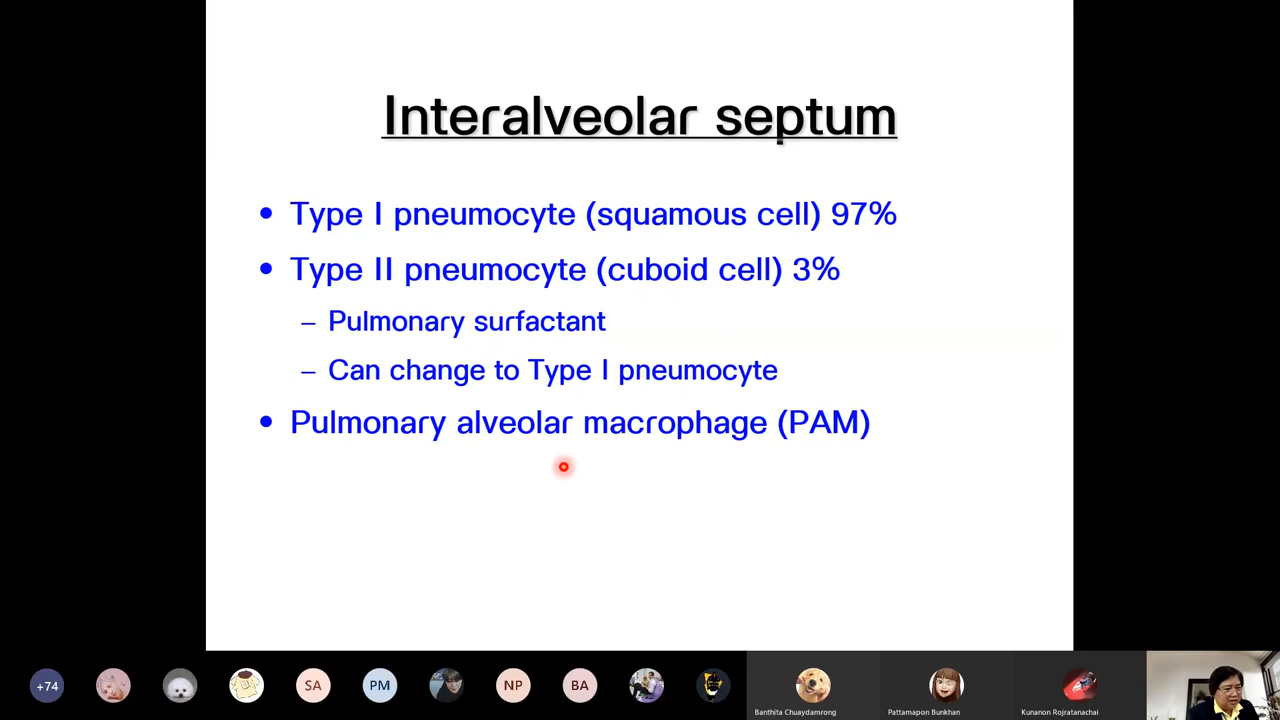 Interalveolar septum
• Type I pneumocyte (squamous cell) 97%
• Type II pneumocyte (cuboid cell) 3%
– Pulmonary surfactant
– Can change to Type I pneumocyte
• Pulmonary alveolar macrophage (PAM)
+74
SA
PM
NP
BA
Banthita Chuaydamrong
Pattamapon Bunkhan
Kunanon Rojratanachai